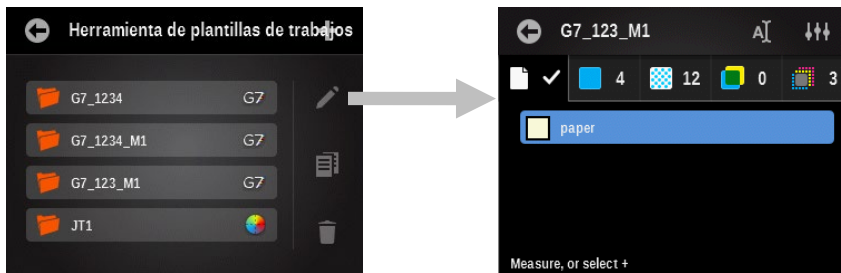 Herramienta de plantillas de trabajos
G7_1234 G7
G7_1234_M1 G7
G7_123_M1 G7
JT1
G7_123_M1 A
4 12 0 3
paper
Measure, or select +